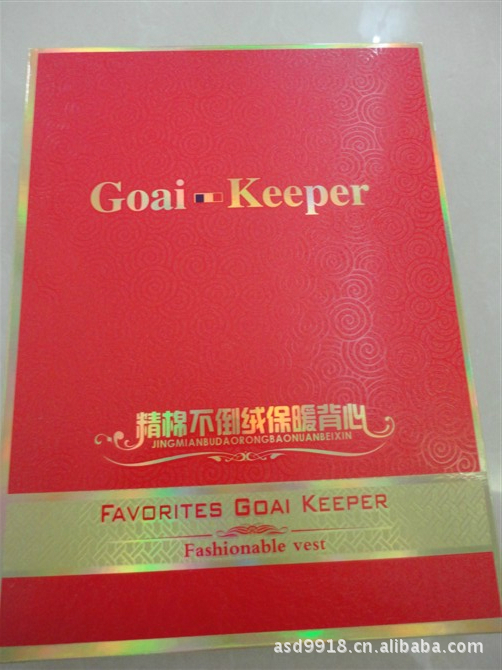 Goai Keeper
精棉不倒绒保暖背心
JINGMIANBUDAORONGBAONUANBEIXIN
FAVORITES GOAI KEEPER
Fashionable vest
asd9918.cn.alibaba.com